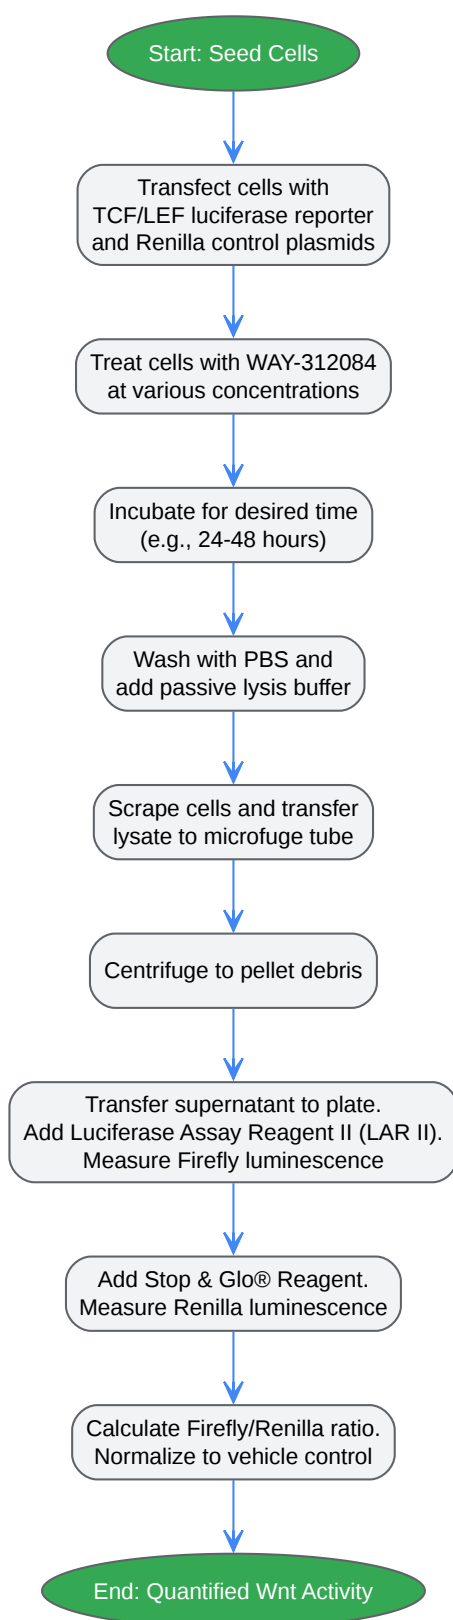 Start: Seed Cells
Transfect cells with
TCF/LEF luciferase reporter
and Renilla control plasmids
Treat cells with WAY-312084
at various concentrations
Incubate for desired time
(e.g., 24-48 hours)
Wash with PBS and
add passive lysis buffer
Scrape cells and transfer
lysate to microfuge tube
Centrifuge to pellet debris
Transfer supernatant to plate.
Add Luciferase Assay Reagent II (LAR II).
Measure Firefly luminescence
Add Stop & Glo® Reagent.
Measure Renilla luminescence
Calculate Firefly/Renilla ratio.
Normalize to vehicle control
End: Quantified Wnt Activity